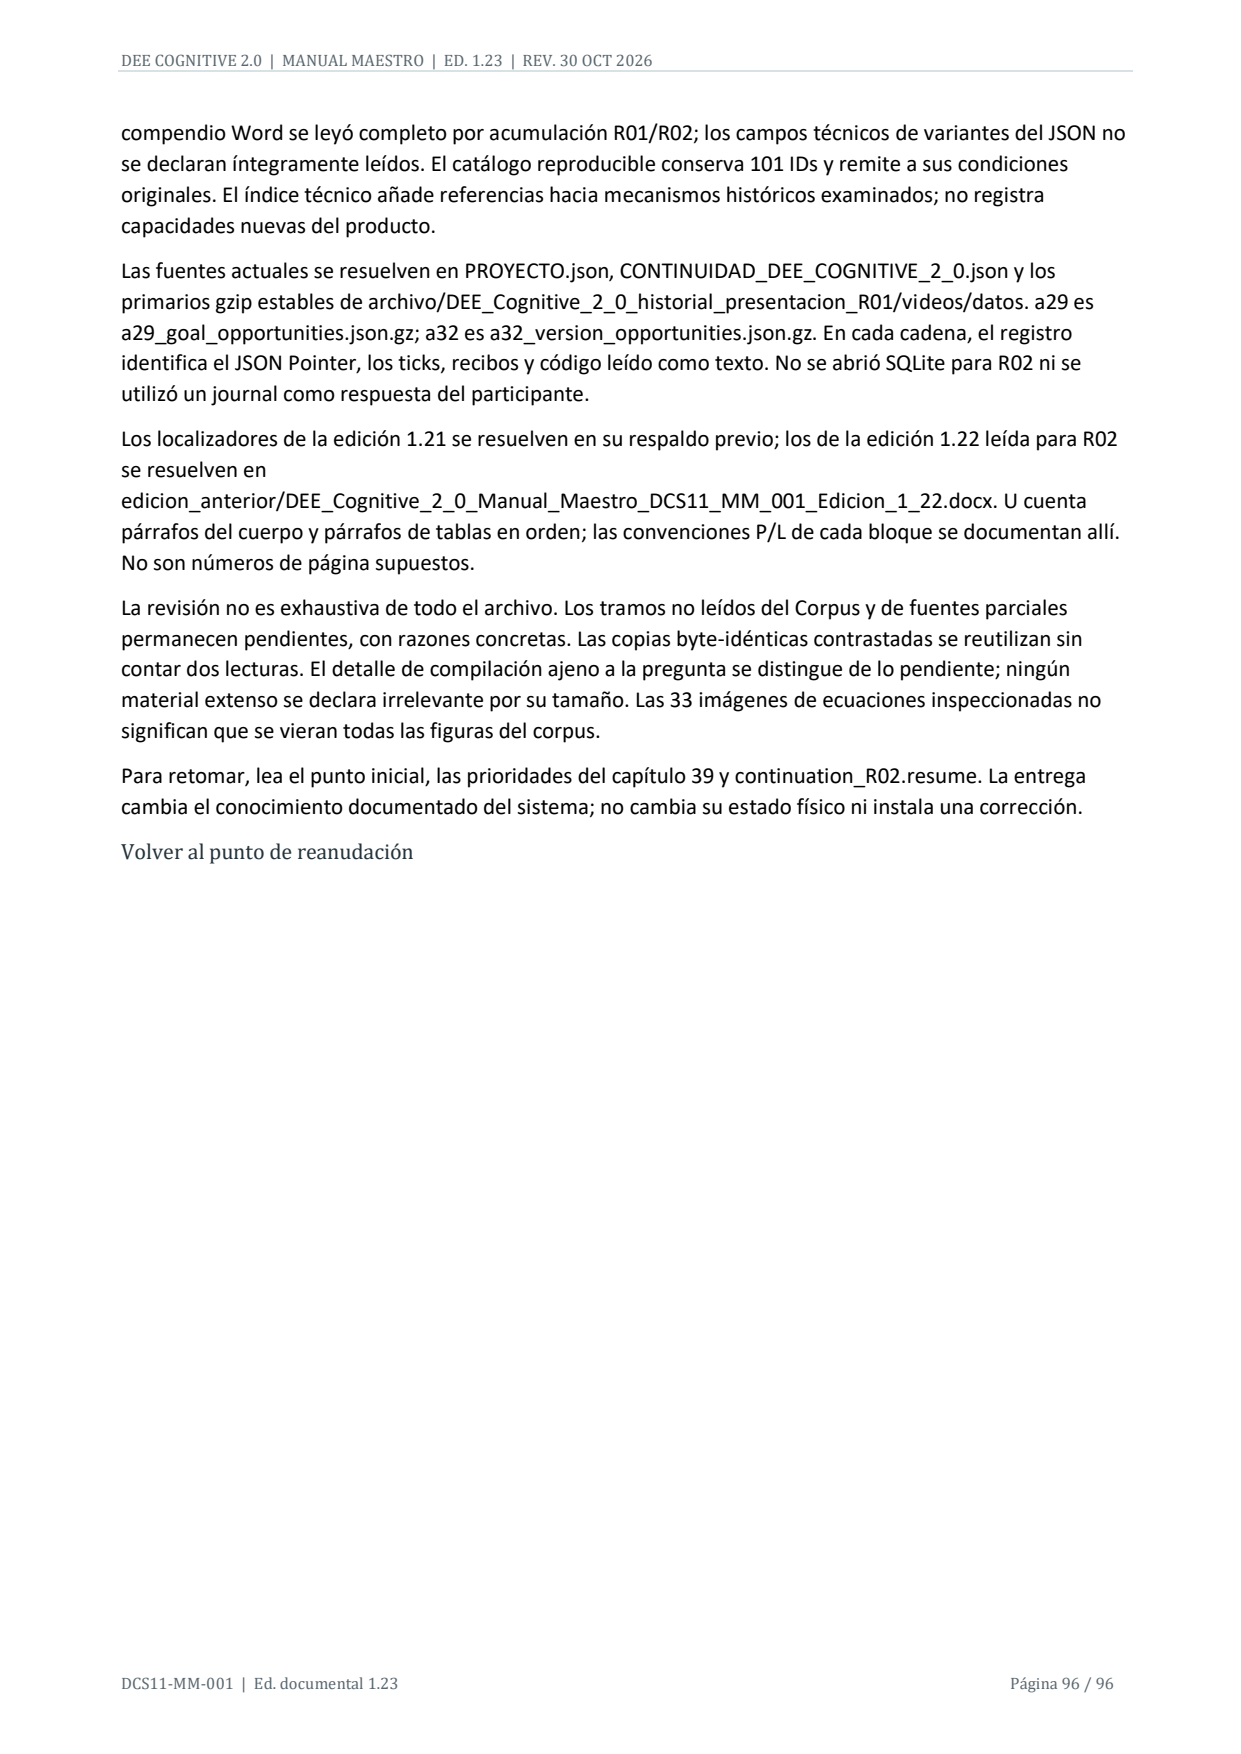 DEE COGNITIVE 2.0 | MANUAL MAESTRO | ED. 1.23 | REV. 30 OCT 2026
compendio Word se leyó completo por acumulación R01/R02; los campos técnicos de variantes del JSON no
se declaran íntegramente leídos. El catálogo reproducible conserva 101 IDs y remite a sus condiciones
originales. El índice técnico añade referencias hacia mecanismos históricos examinados; no registra
capacidades nuevas del producto.
Las fuentes actuales se resuelven en PROYECTO.json, CONTINUIDAD_DEE_COGNITIVE_2_0.json y los
primarios gzip estables de archivo/DEE_Cognitive_2_0_historial_presentacion_R01/videos/datos. a29 es
a29_goal_opportunities.json.gz; a32 es a32_version_opportunities.json.gz. En cada cadena, el registro
identifica el JSON Pointer, los ticks, recibos y código leído como texto. No se abrió SQLite para R02 ni se
utilizó un journal como respuesta del participante.
Los localizadores de la edición 1.21 se resuelven en su respaldo previo; los de la edición 1.22 leída para R02
se resuelven en
edicion_anterior/DEE_Cognitive_2_0_Manual_Maestro_DCS11_MM_001_Edicion_1_22.docx. U cuenta
párrafos del cuerpo y párrafos de tablas en orden; las convenciones P/L de cada bloque se documentan allí.
No son números de página supuestos.
La revisión no es exhaustiva de todo el archivo. Los tramos no leídos del Corpus y de fuentes parciales
permanecen pendientes, con razones concretas. Las copias byte-idénticas contrastadas se reutilizan sin
contar dos lecturas. El detalle de compilación ajeno a la pregunta se distingue de lo pendiente; ningún
material extenso se declara irrelevante por su tamaño. Las 33 imágenes de ecuaciones inspeccionadas no
significan que se vieran todas las figuras del corpus.
Para retomar, lea el punto inicial, las prioridades del capítulo 39 y continuation_R02.resume. La entrega
cambia el conocimiento documentado del sistema; no cambia su estado físico ni instala una corrección.
Volver al punto de reanudación
DCS11-MM-001 | Ed. documental 1.23
Página 96 / 96